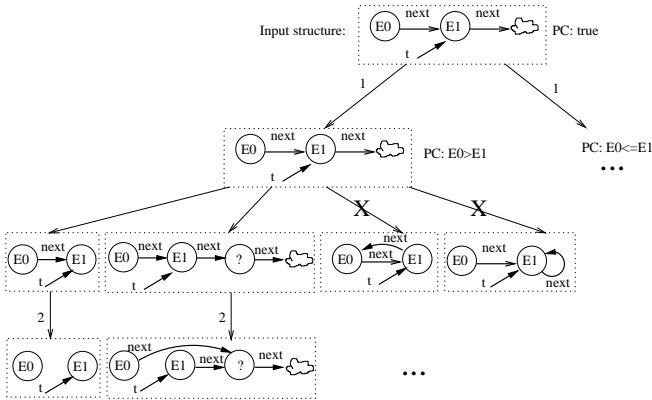 Input structure: E0 next E1 next PC: true
t
1 1
E0 next E1 next PC: E0>E1 PC: E0<=E1
t ...
X X
E0 next E1 E0 next E1 next ? next E0 next next E1 E0 next E1 next
t t t t
2 2
E0 E1 E0 next E1 next ? next ...
t t